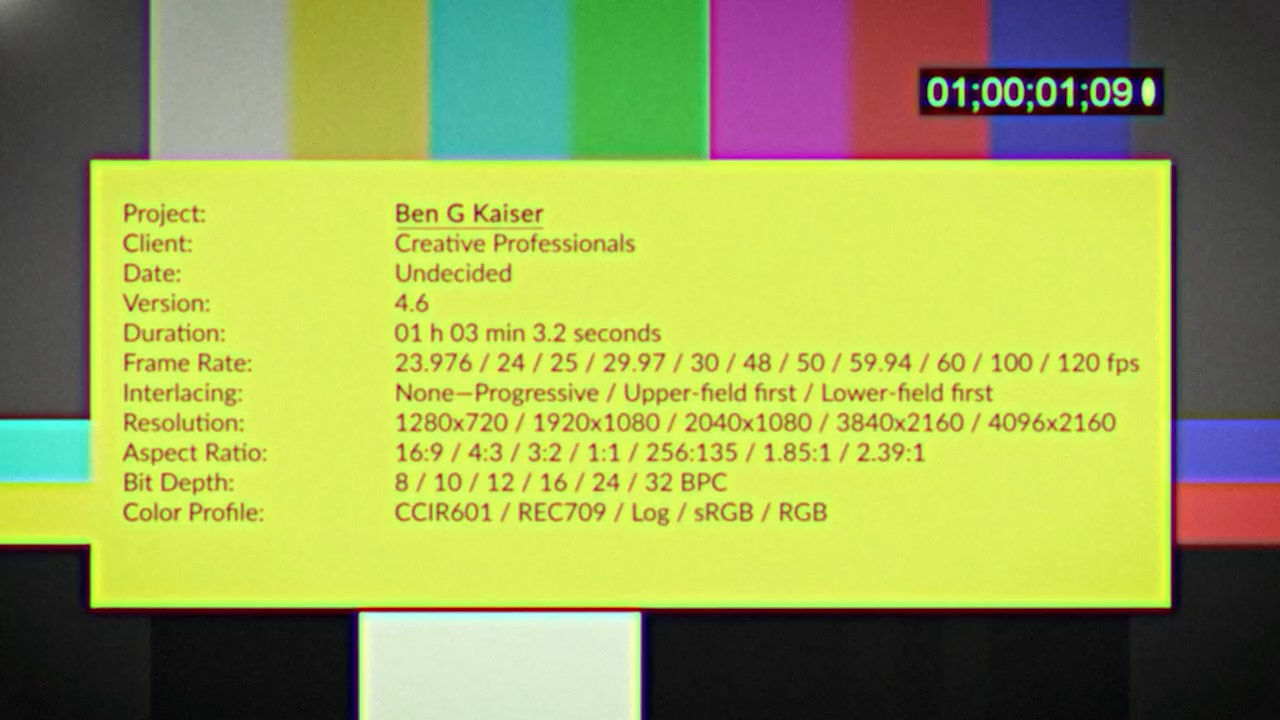 01;00;01;09
Project: Ben G Kaiser
Client: Creative Professionals
Date: Undecided
Version: 4.6
Duration: 01 h 03 min 3.2 seconds
Frame Rate: 23.976 / 24 / 25 / 29.97 / 30 / 48 / 50 / 59.94 / 60 / 100 / 120 fps
Interlacing: None—Progressive / Upper-field first / Lower-field first
Resolution: 1280x720 / 1920x1080 / 2040x1080 / 3840x2160 / 4096x2160
Aspect Ratio: 16:9 / 4:3 / 3:2 / 1:1 / 256:135 / 1.85:1 / 2.39:1
Bit Depth: 8 / 10 / 12 / 16 / 24 / 32 BPC
Color Profile: CCIR601 / REC709 / Log / sRGB / RGB